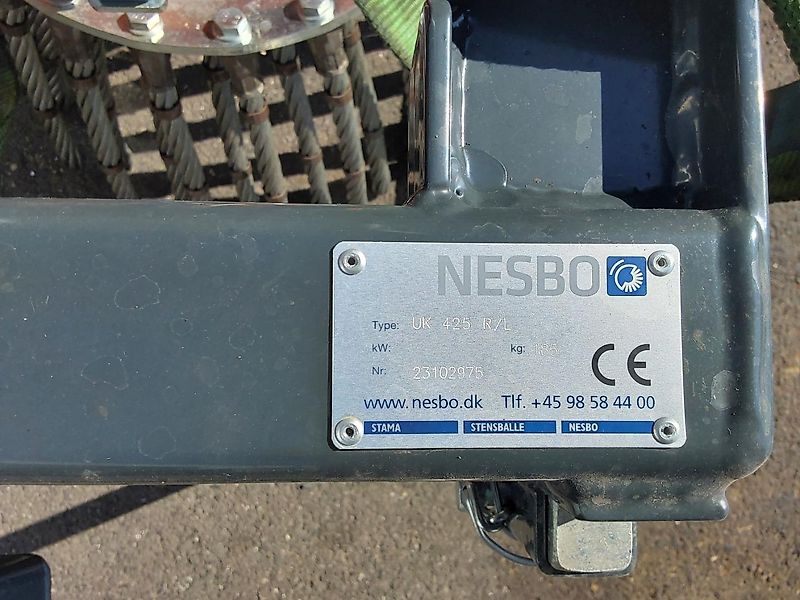 NESBO
Type: UK 425 R/L
kW: kg:
Nr: 23102975
CE
www.nesbo.dk Tlf. +45 98 58 44 00
STAMA STENSBALLE NESBO